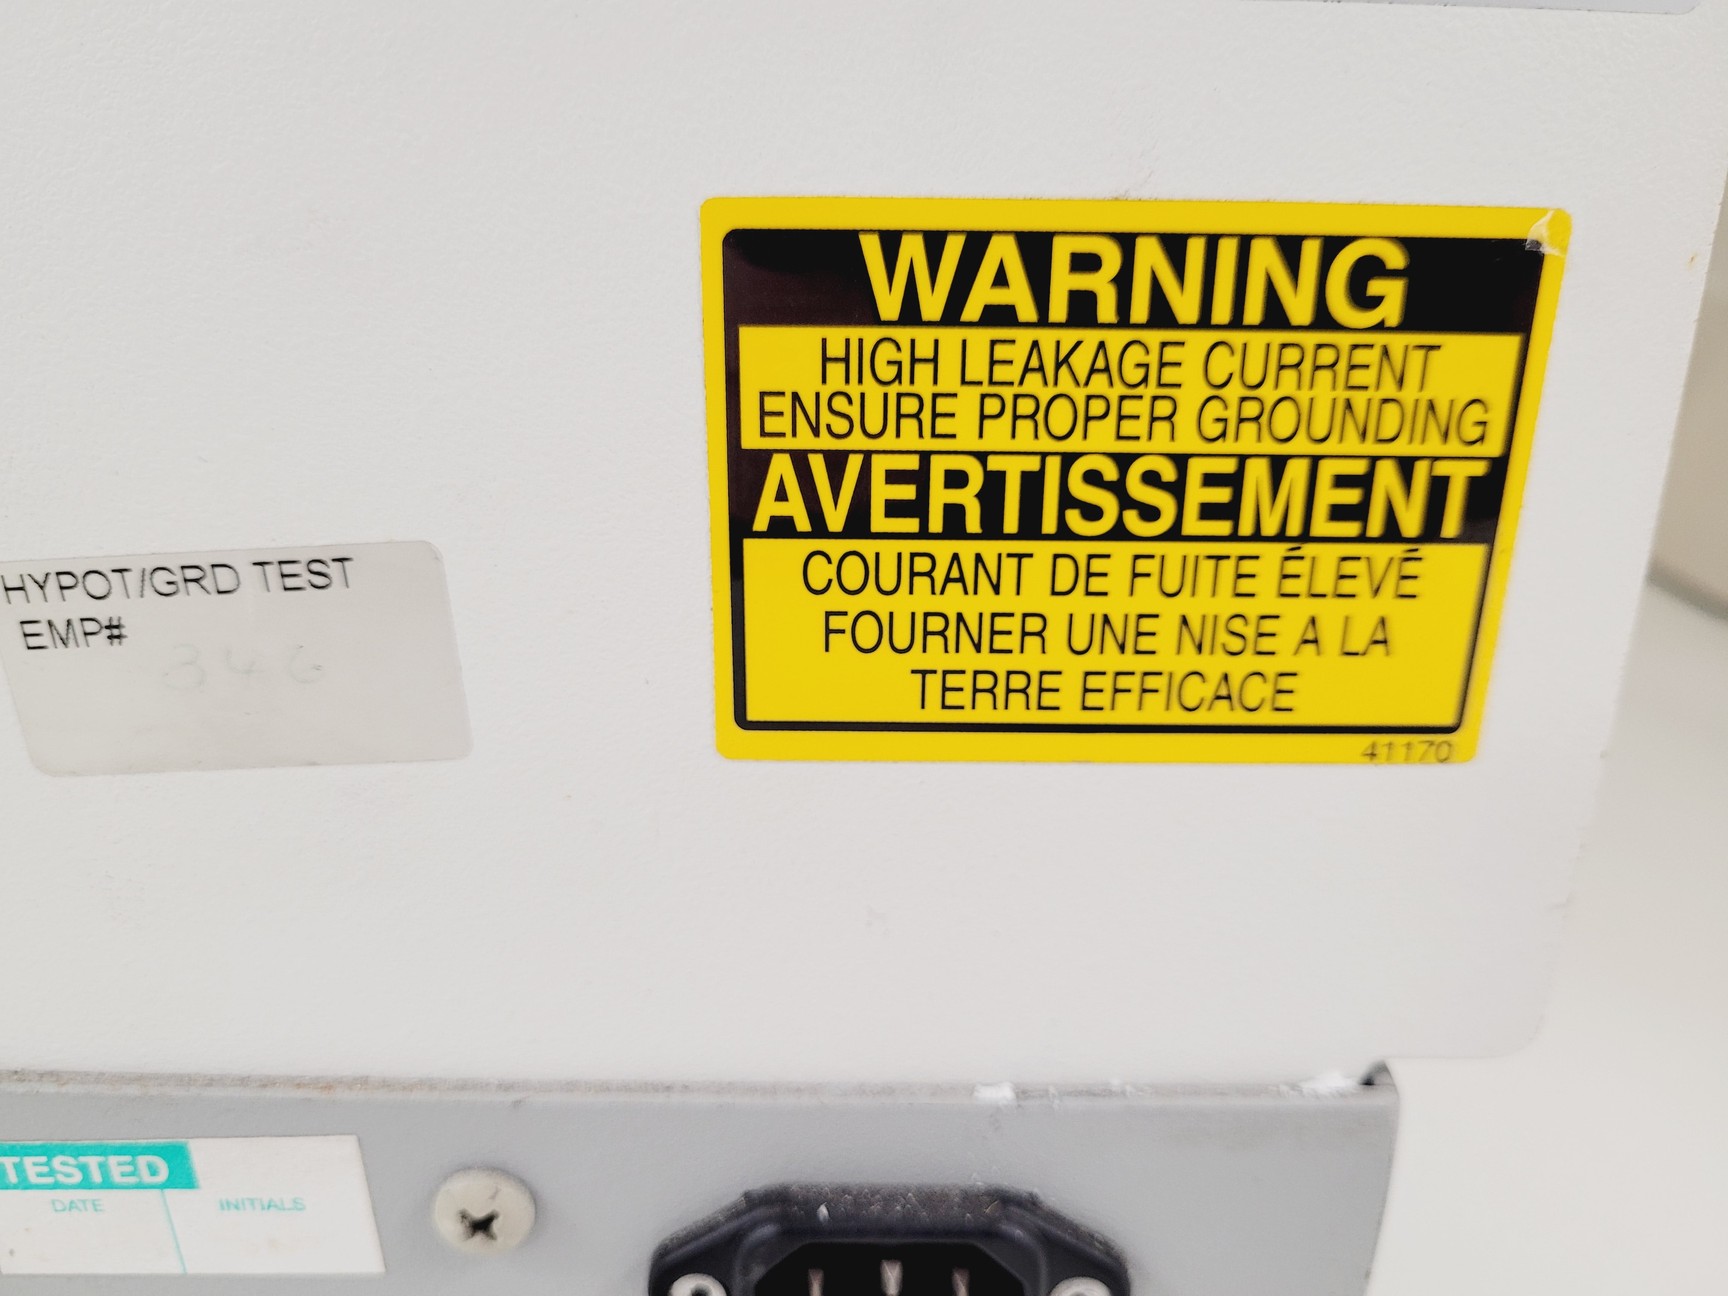 WARNING
HIGH LEAKAGE CURRENT
ENSURE PROPER GROUNDING
AVERTISSEMENT
COURANT DE FUITE ÉLEVÉ
FOURNER UNE NISE A LA
TERRE EFFICACE
41170
HYPOT/GRD TEST
EMP#
346
TESTED
DATE
INITIALS